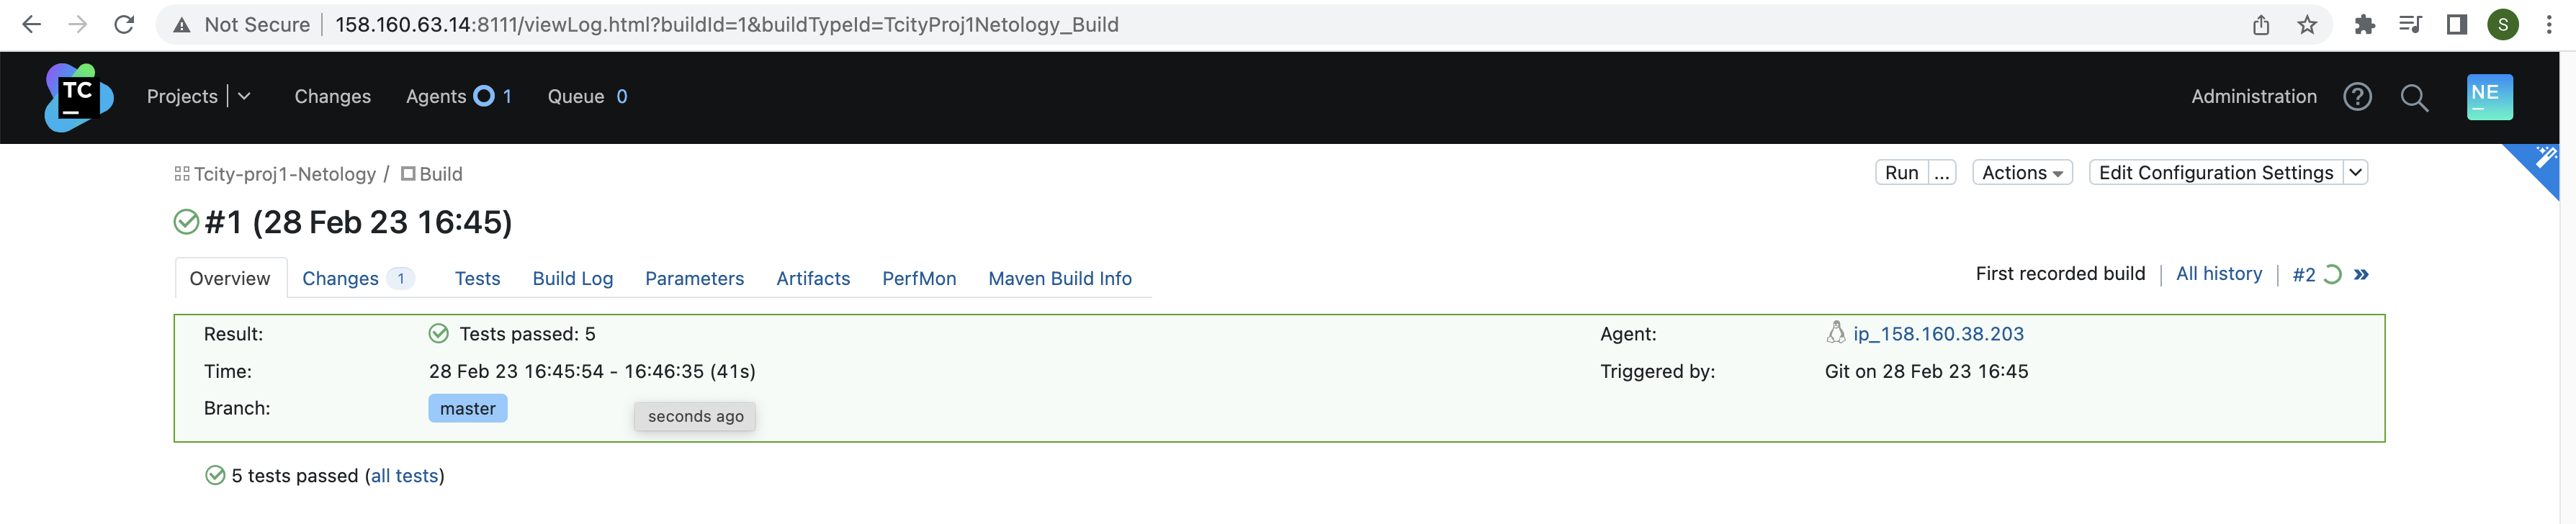 Not Secure 158.160.63.14:8111/viewLog.html?buildId=1&buildTypeId=TcityProj1Netology_Build S
TC Projects Changes Agents 1 Queue 0 Administration ? NE
Tcity-proj1-Netology / Build Run ... Actions Edit Configuration Settings
#1 (28 Feb 23 16:45)
Overview Changes 1 Tests Build Log Parameters Artifacts PerfMon Maven Build Info First recorded build All history #2 »
Result: Tests passed: 5 Agent: ip_158.160.38.203
Time: 28 Feb 23 16:45:54 - 16:46:35 (41s) Triggered by: Git on 28 Feb 23 16:45
Branch: master
seconds ago
5 tests passed (all tests)